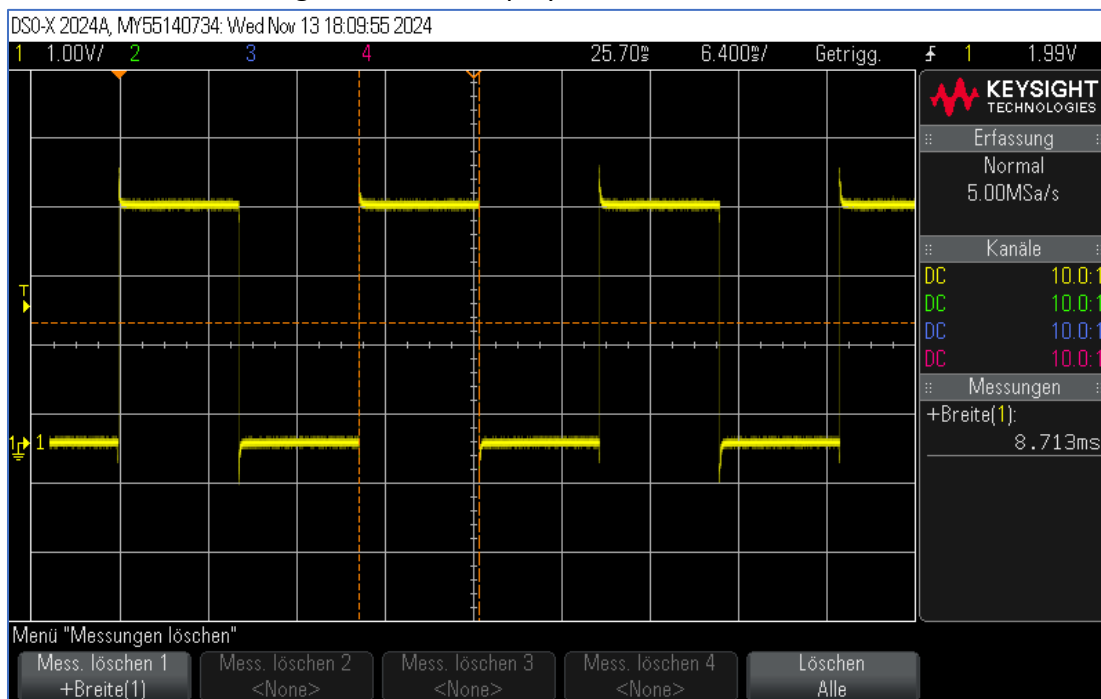 DSO-X 2024A, MY55140734: Wed Nov 13 18:09:55 2024
1 1.00V/ 2 3 4 25.70ms 6.400ms/ Getrigg. 1 1.99V
KEYSIGHT
TECHNOLOGIES
Erfassung
Normal
5.00MSa/s
Kanäle
DC 10.0:1
DC 10.0:1
DC 10.0:1
DC 10.0:1
Messungen
+Breite(1):
8.713ms
T
1
1
Menü "Messungen löschen"
Mess. löschen 1 Mess. löschen 2 Mess. löschen 3 Mess. löschen 4 Löschen
+Breite(1) <None> <None> <None> Alle